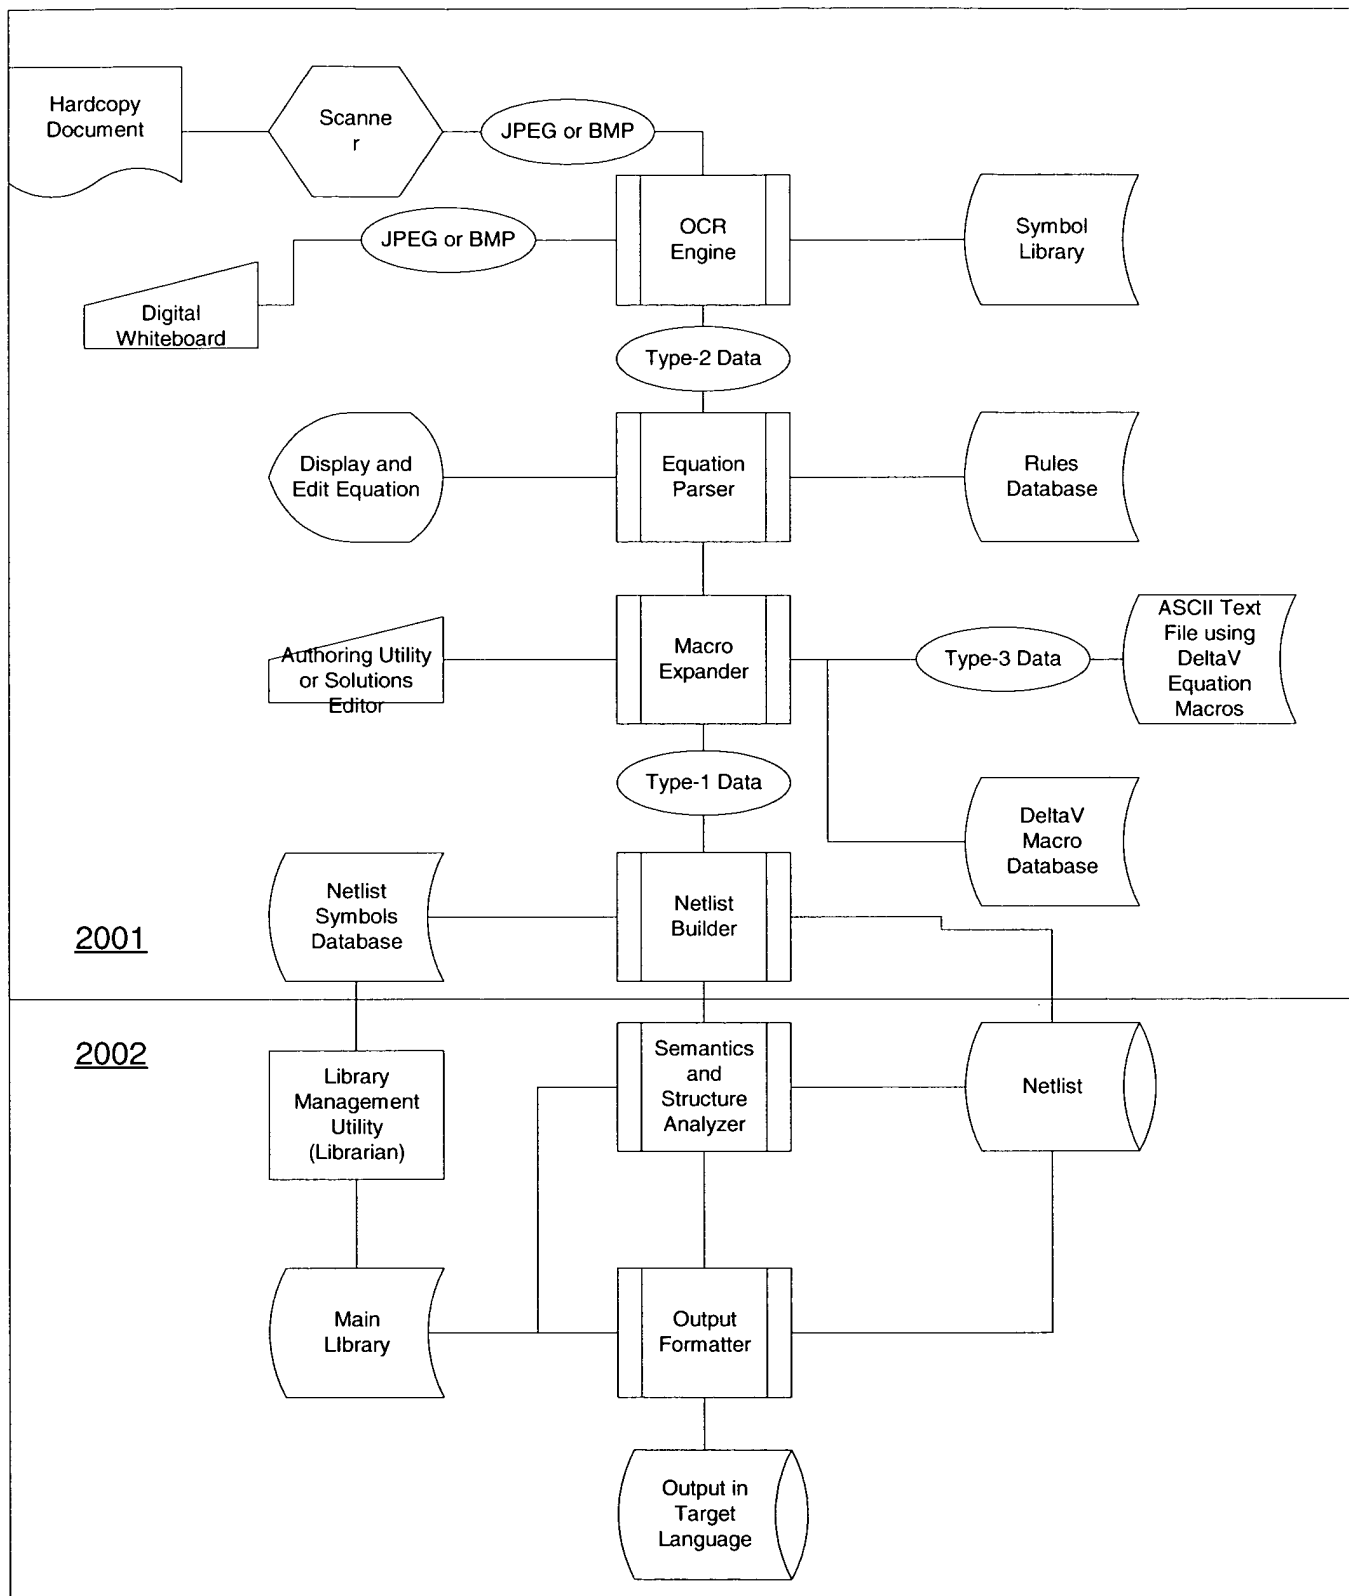 Hardcopy
Document
Scanne
r
JPEG or BMP
OCR
Engine
Symbol
Library
JPEG or BMP
Digital
Whiteboard
Type-2 Data
Display and
Edit Equation
Equation
Parser
Rules
Database
Authoring Utility
or Solutions
Editor
Macro
Expander
Type-3 Data
ASCII Text
File using
DeltaV
Equation
Macros
Type-1 Data
DeltaV
Macro
Database
Netlist
Symbols
Database
Netlist
Builder
2001
2002
Library
Management
Utility
(Librarian)
Semantics
and
Structure
Analyzer
Netlist
Main
LIbrary
Output
Formatter
Output in
Target
Language